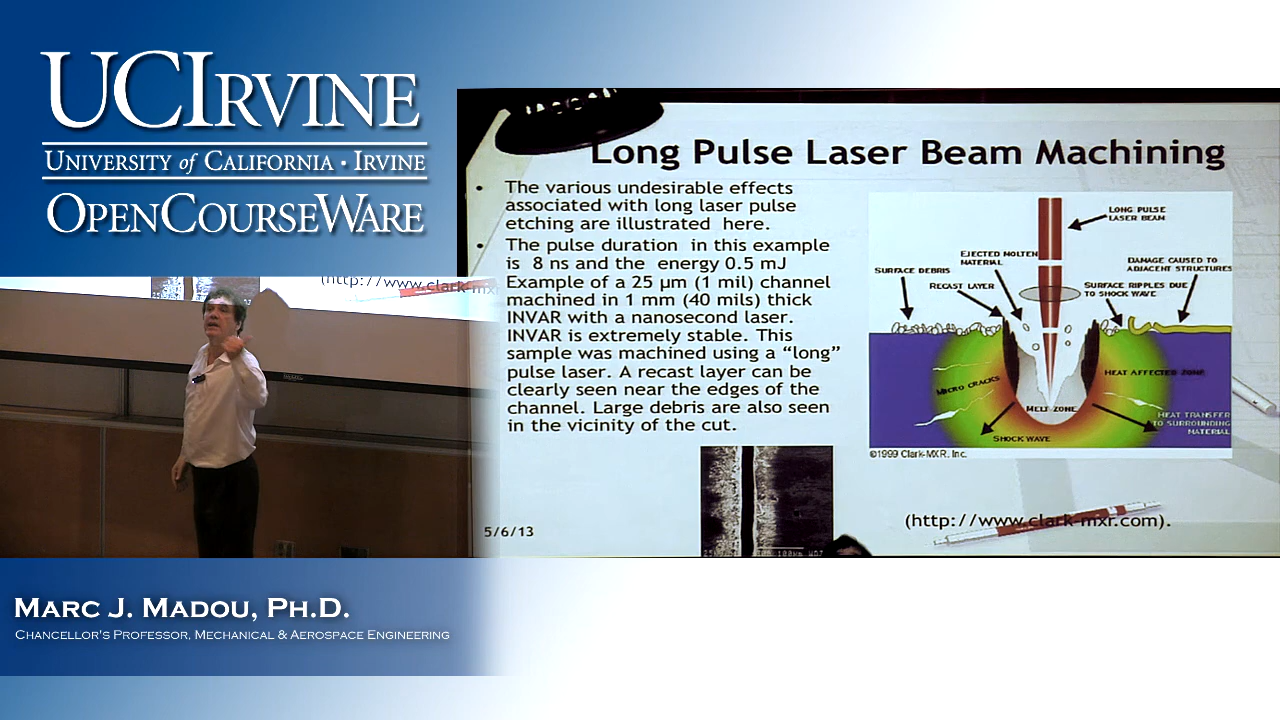 UCIRVINE
UNIVERSITY of CALIFORNIA · IRVINE
OPENCOURSEWARE
(http://www.clark-mxr
MARC J. MADOU, PH.D.
CHANCELLOR'S PROFESSOR, MECHANICAL & AEROSPACE ENGINEERING
Long Pulse Laser Beam Machining
• The various undesirable effects
associated with long laser pulse
etching are illustrated here.
• The pulse duration in this example
is 8 ns and the energy 0.5 mJ
Example of a 25 µm (1 mil) channel
machined in 1 mm (40 mils) thick
INVAR with a nanosecond laser.
INVAR is extremely stable. This
sample was machined using a “long”
pulse laser. A recast layer can be
clearly seen near the edges of the
channel. Large debris are also seen
in the vicinity of the cut.
LONG PULSE
LASER BEAM
EJECTED MOLTEN
MATERIAL
DAMAGE CAUSED TO
ADJACENT STRUCTURES
SURFACE DEBRIS
RECAST LAYER
SURFACE RIPPLES DUE
TO SHOCK WAVE
MICRO CRACKS
HEAT AFFECTED ZONE
MELT ZONE
HEAT TRANSFER
TO SURROUNDING
MATERIAL
SHOCK WAVE
©1999 Clark-MXR, Inc.
(http://www.clark-mxr.com).
5/6/13